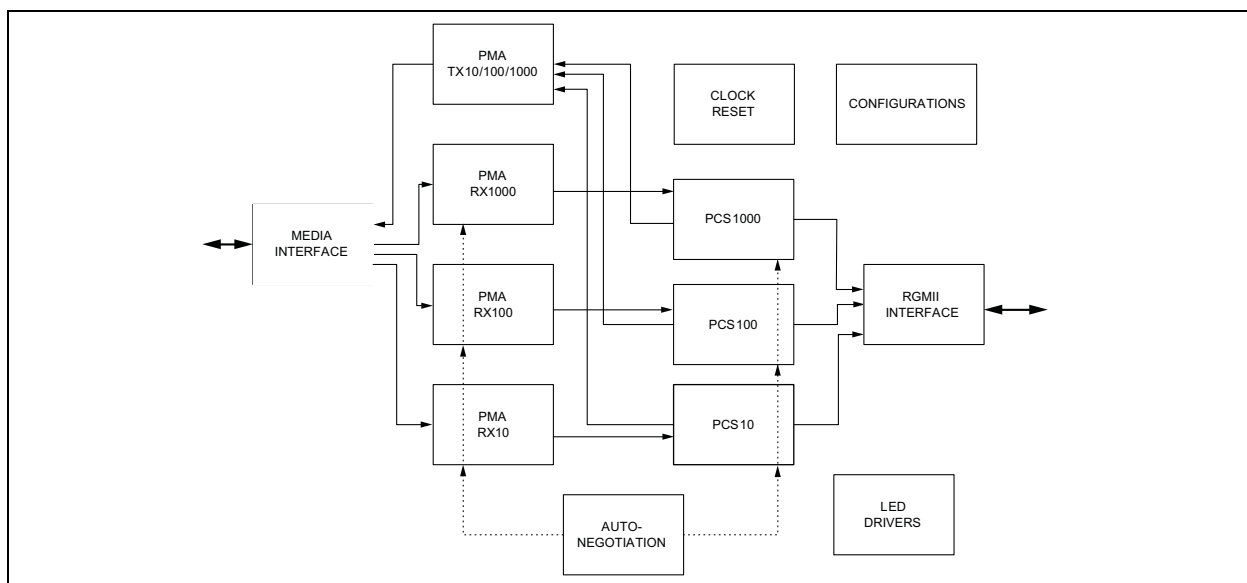 PMA
TX10/100/1000
CLOCK
RESET
CONFIGURATIONS
PMA
RX1000
PCS1000
MEDIA
INTERFACE
PMA
RX100
PCS100
RGMII
INTERFACE
PMA
RX10
PCS10
AUTO-
NEGOTIATION
LED
DRIVERS